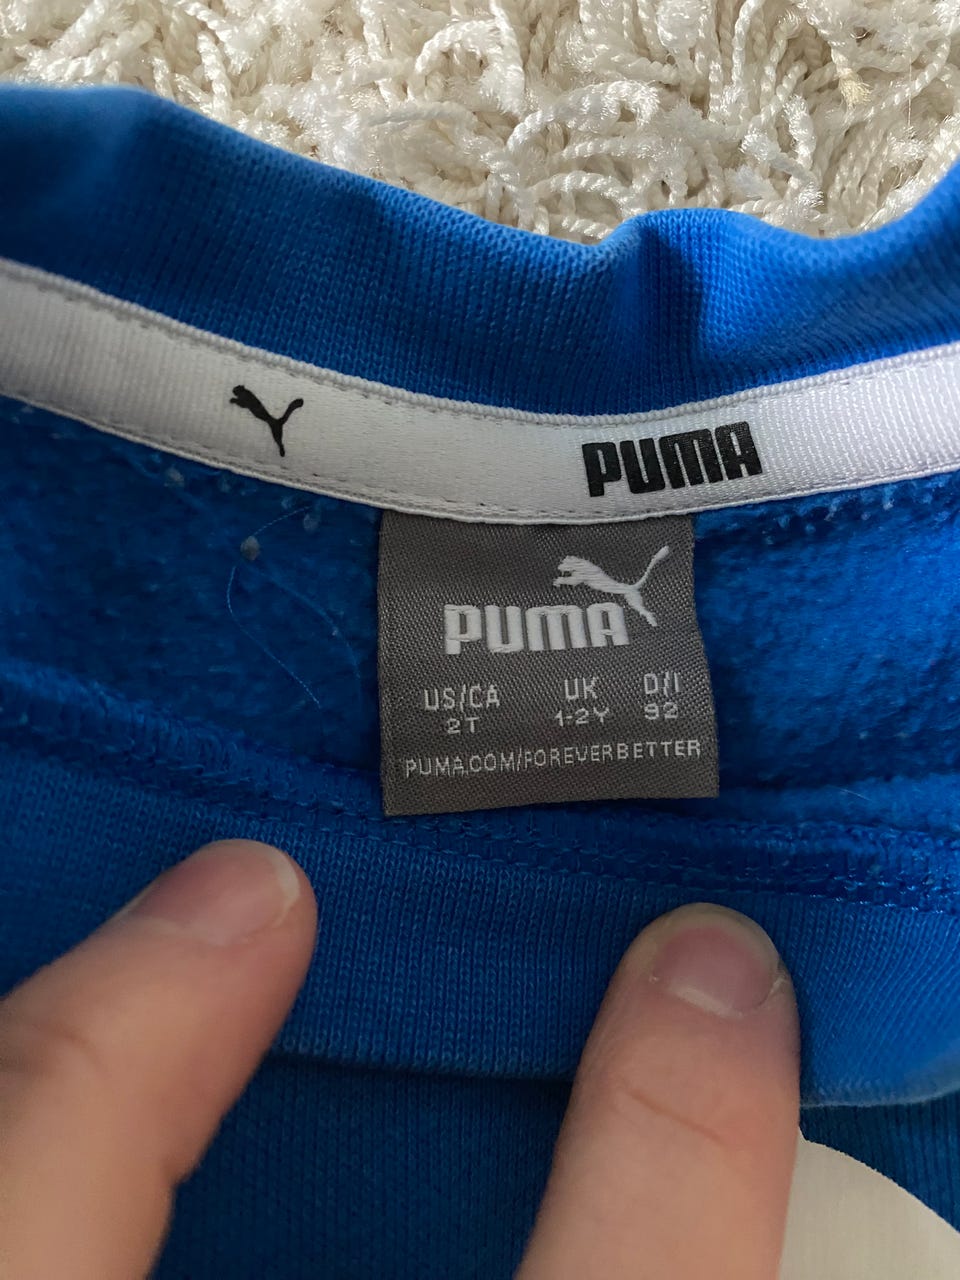 PUMA
PUMA
US/CA UK D/I
2T 1-2Y 92
PUMA.COM/FOREVERBETTER